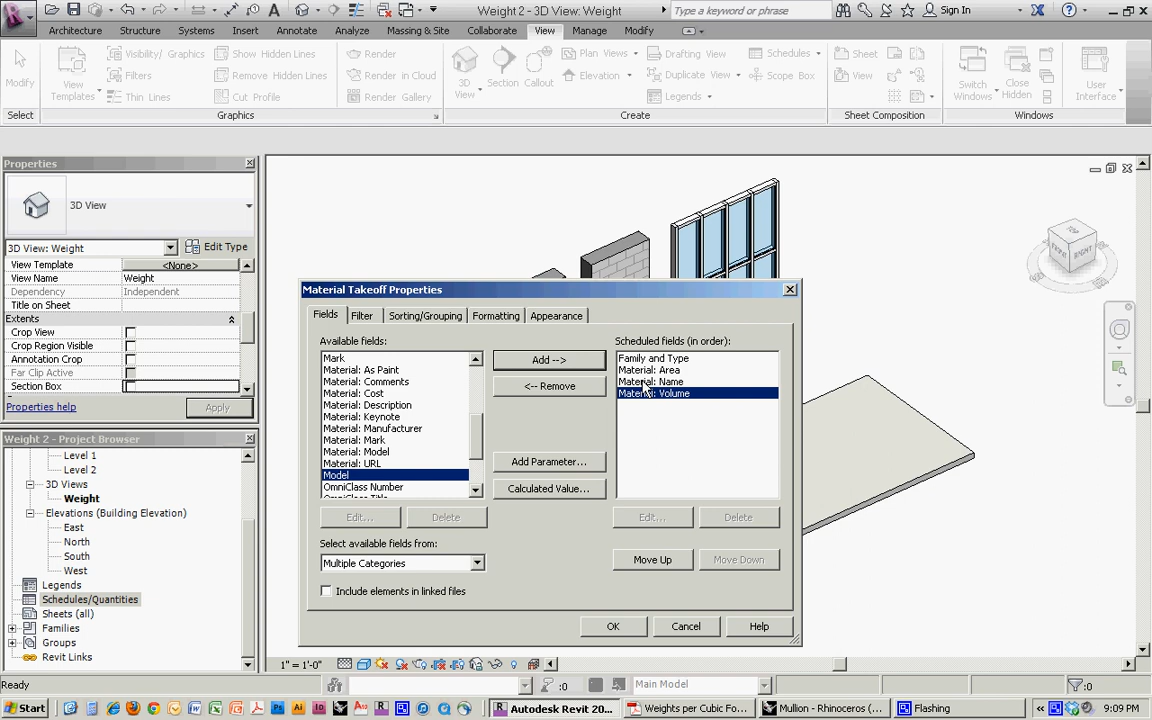 Weight 2 - 3D View: Weight
Type a keyword or phrase
Sign In
Architecture Structure Systems Insert Annotate Analyze Massing & Site Collaborate View Manage Modify
Modify
Select
View Templates
Visibility/ Graphics
Filters
Thin Lines
Show Hidden Lines
Remove Hidden Lines
Cut Profile
Render
Render in Cloud
Render Gallery
Graphics
3D View
Section
Callout
Plan Views
Elevation
Drafting View
Duplicate View
Legends
Schedules
Scope Box
Create
Sheet
View
Sheet Composition
Switch Windows
Close Hidden
User Interface
Windows
Properties
3D View
3D View: Weight
Edit Type
View Template <None>
View Name Weight
Dependency Independent
Title on Sheet
Extents
Crop View
Crop Region Visible
Annotation Crop
Far Clip Active
Section Box
Properties help
Apply
Weight 2 - Project Browser
Level 1
Level 2
3D Views
Weight
Elevations (Building Elevation)
East
North
South
West
Legends
Schedules/Quantities
Sheets (all)
Families
Groups
Revit Links
TOP
FRONT
RIGHT
Material Takeoff Properties
Fields Filter Sorting/Grouping Formatting Appearance
Available fields:
Mark
Material: As Paint
Material: Comments
Material: Cost
Material: Description
Material: Keynote
Material: Manufacturer
Material: Mark
Material: Model
Material: URL
Model
OmniClass Number
OmniClass Title
Add -->
<-- Remove
Add Parameter...
Calculated Value...
Scheduled fields (in order):
Family and Type
Material: Area
Material: Name
Material: Volume
Edit... Delete
Edit... Delete
Select available fields from:
Multiple Categories
Move Up Move Down
Include elements in linked files
OK Cancel Help
1" = 1'-0"
Ready
:0
Main Model
:0
Start
Autodesk Revit 20...
Weights per Cubic Fo...
Mullion - Rhinoceros (...
Flashing
9:09 PM